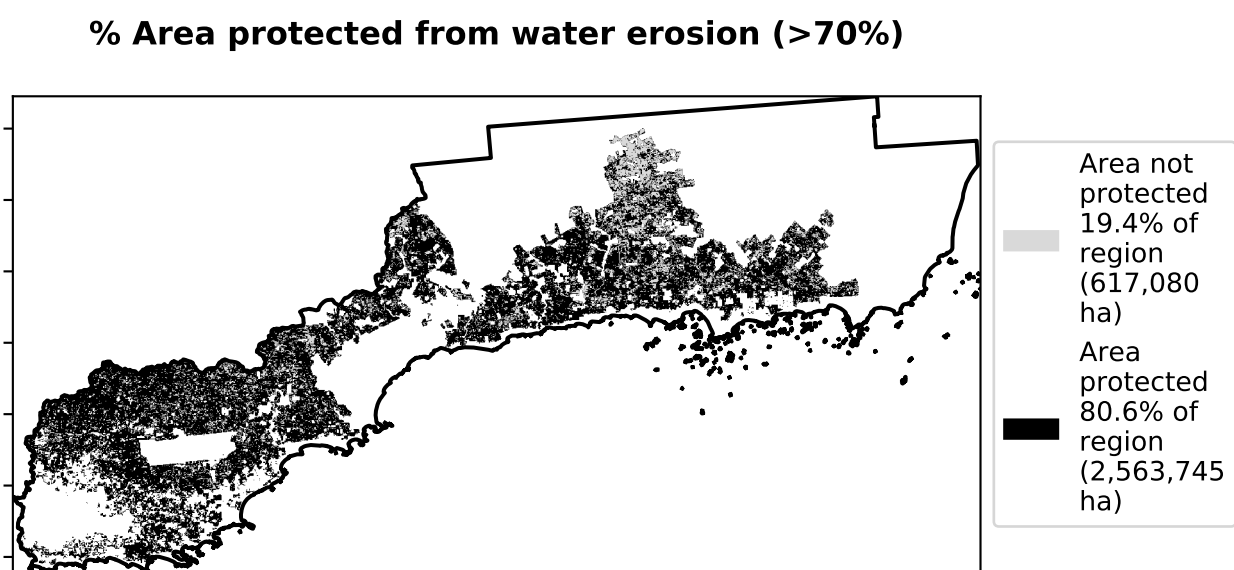 % Area protected from water erosion (>70%)
Area not
protected
19.4% of
region
(617,080
ha)
Area
protected
80.6% of
region
(2,563,745
ha)